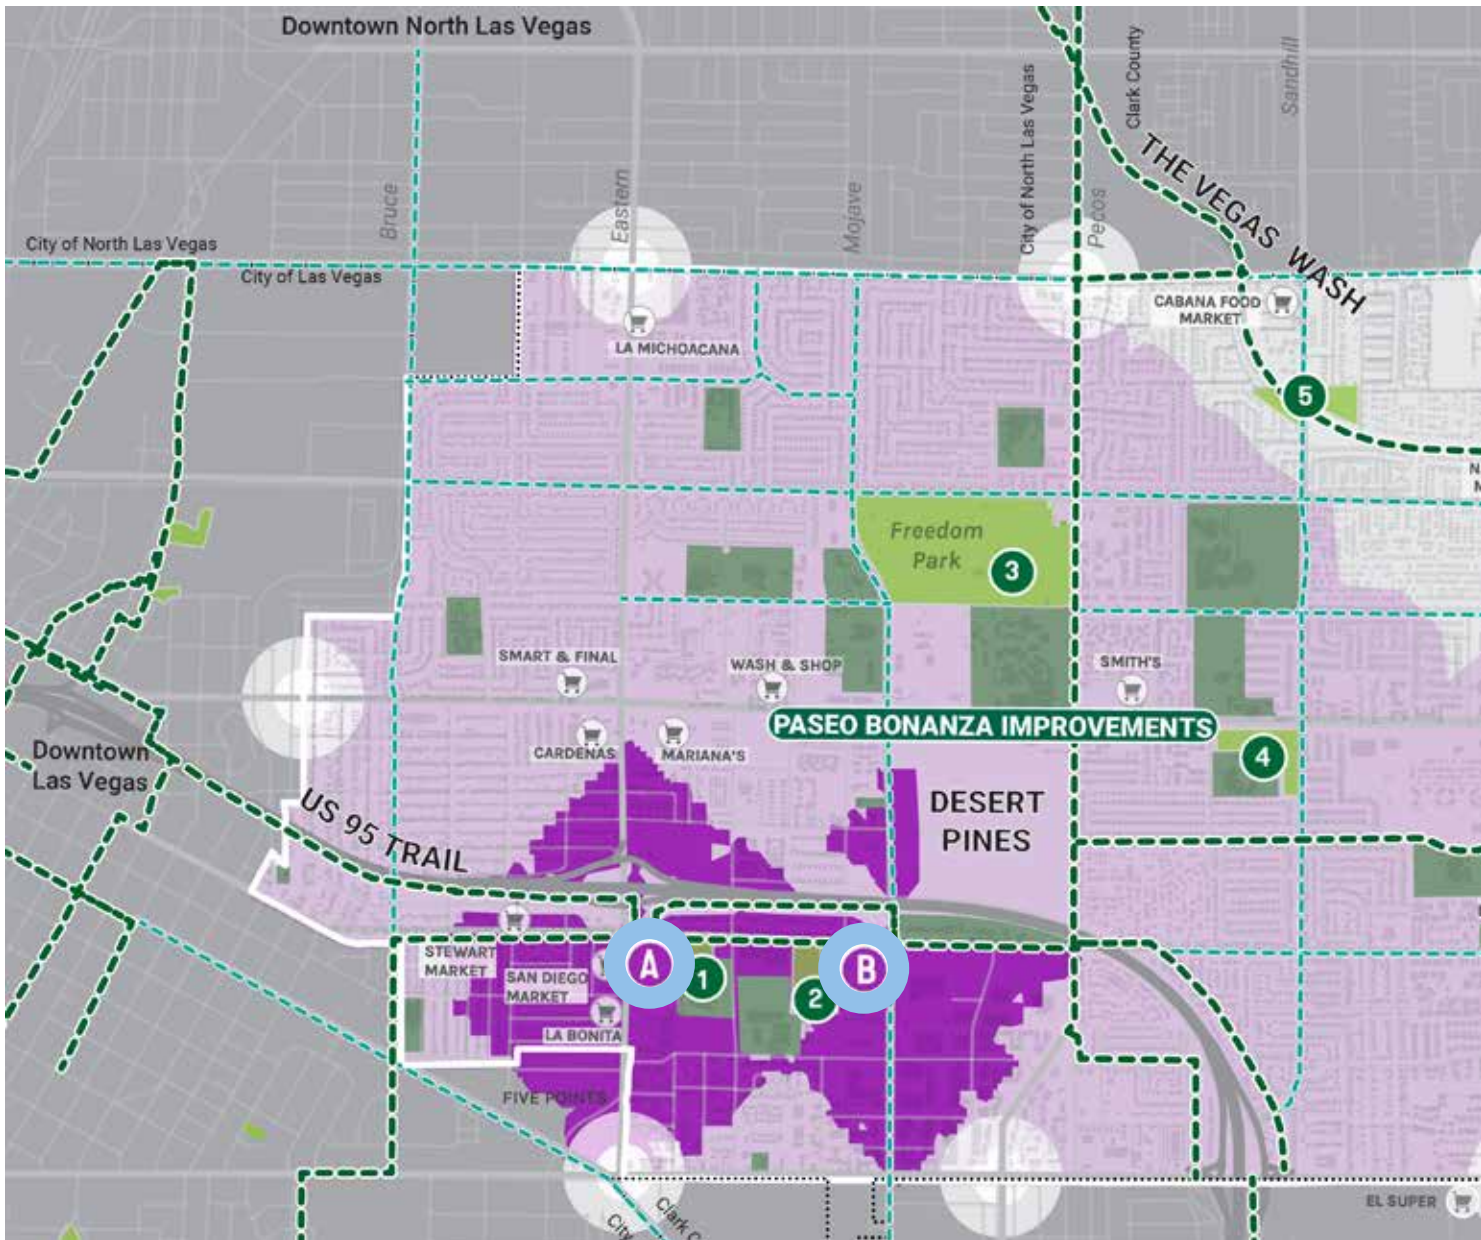 Downtown North Las Vegas
Bruce
Eastern
Mojave
City of North Las Vegas
Pecos
Clark County
Sandhill
THE VEGAS WASH
City of North Las Vegas
City of Las Vegas
LA MICHOACANA
CABANA FOOD
MARKET
5
N
Freedom
Park
3
SMART & FINAL
WASH & SHOP
SMITH'S
PASEO BONANZA IMPROVEMENTS
CARDENAS
MARIANA'S
4
Downtown
Las Vegas
US 95 TRAIL
DESERT
PINES
STEWART
MARKET
SAN DIEGO
MARKET
A
1
2
B
LA BONITA
FIVE POINTS
EL SUPER
City
Clark C